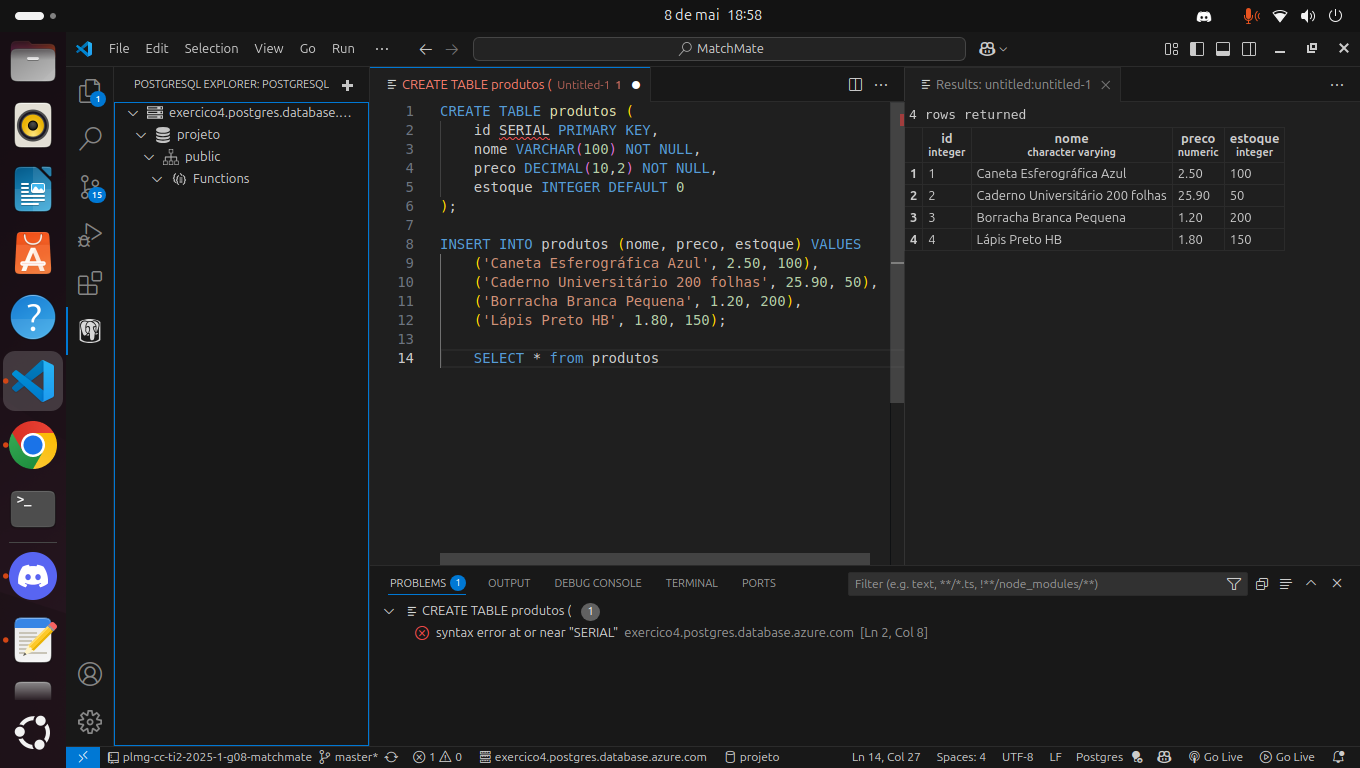 8 de mai 18:58
File Edit Selection View Go Run ··· MatchMate
POSTGRESQL EXPLORER: POSTGRESQL
1
exercico4.postgres.database....
projeto
public
Functions
15
CREATE TABLE produtos ( Untitled-1 1
1 CREATE TABLE produtos (
2 id SERIAL PRIMARY KEY,
3 nome VARCHAR(100) NOT NULL,
4 preco DECIMAL(10,2) NOT NULL,
5 estoque INTEGER DEFAULT 0
6 );
7
8 INSERT INTO produtos (nome, preco, estoque) VALUES
9 ('Caneta Esferográfica Azul', 2.50, 100),
10 ('Caderno Universitário 200 folhas', 25.90, 50),
11 ('Borracha Branca Pequena', 1.20, 200),
12 ('Lápis Preto HB', 1.80, 150);
13
14 SELECT * from produtos
Results: untitled:untitled-1
4 rows returned
id nome preco estoque
integer character varying numeric integer
1 1 Caneta Esferográfica Azul 2.50 100
2 2 Caderno Universitário 200 folhas 25.90 50
3 3 Borracha Branca Pequena 1.20 200
4 4 Lápis Preto HB 1.80 150
PROBLEMS 1 OUTPUT DEBUG CONSOLE TERMINAL PORTS Filter (e.g. text, **/*.ts, !**/node_modules/**)
CREATE TABLE produtos ( 1
syntax error at or near "SERIAL" exercico4.postgres.database.azure.com [Ln 2, Col 8]
plmg-cc-ti2-2025-1-g08-matchmate master* 1 0 exercico4.postgres.database.azure.com projeto Ln 14, Col 27 Spaces: 4 UTF-8 LF Postgres Go Live Go Live